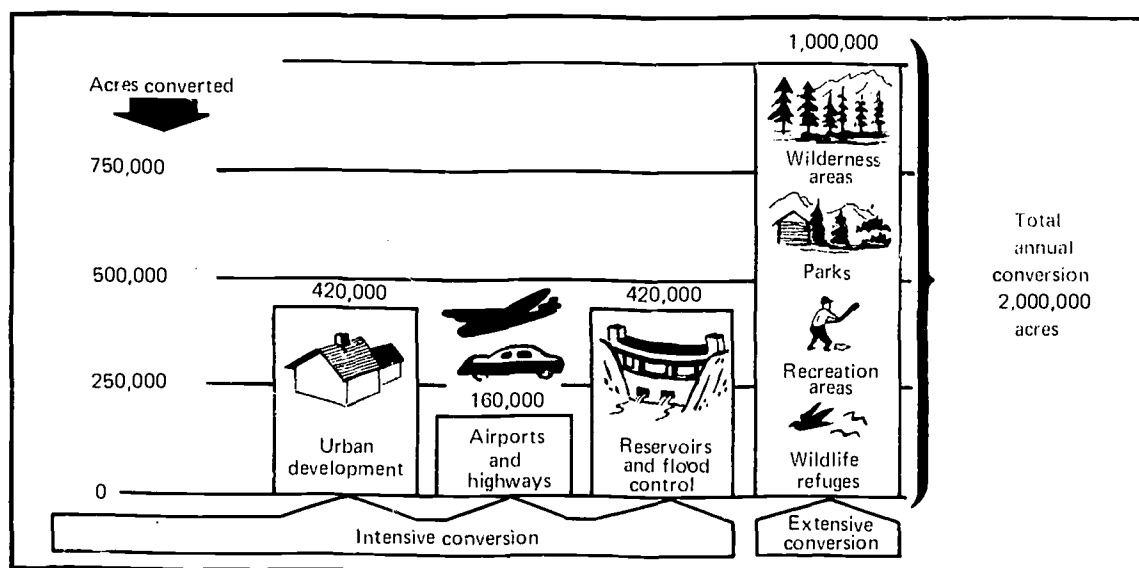 1,000,000
Acres converted
750,000
Wilderness
areas
Parks
Total
annual
conversion
2,000,000
acres
500,000
420,000
420,000
250,000
160,000
Recreation
areas
Urban
development
Airports
and
highways
Reservoirs
and flood
control
Wildlife
refuges
0
Intensive conversion
Extensive
conversion